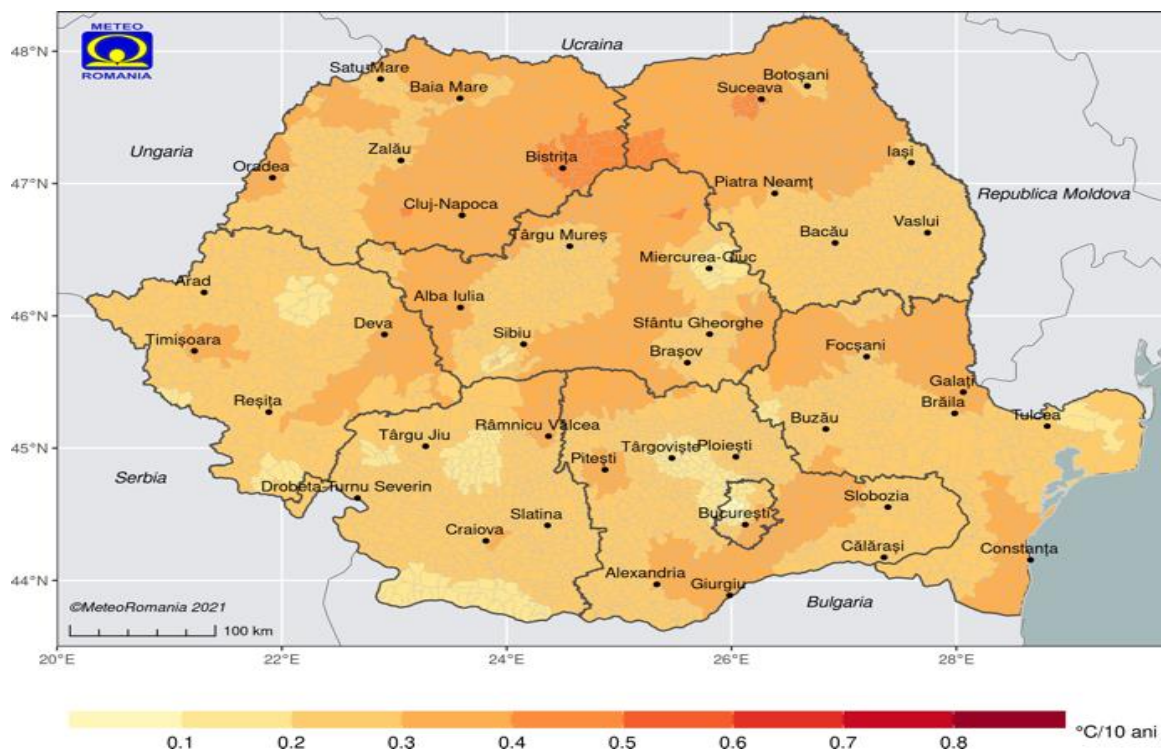 METEO
ROMANIA
48°N
47°N
46°N
45°N
44°N
Ucraina
Ungaria
Republica Moldova
Serbia
Bulgaria
Satu-Mare
Baia Mare
Botoșani
Suceava
Oradea
Zalău
Bistrița
Iași
Cluj-Napoca
Piatra Neamț
Târgu Mureș
Bacău
Vaslui
Miercurea-Ciuc
Arad
Alba Iulia
Timișoara
Deva
Sibiu
Sfântu Gheorghe
Brașov
Focșani
Galați
Reșița
Brăila
Tulcea
Râmnicu Vâlcea
Târgu Jiu
Târgoviște
Ploiești
Buzău
Pitești
Drobeta-Turnu Severin
Slatina
București
Slobozia
Craiova
Călărași
Constanța
Alexandria
Giurgiu
©MeteoRomania 2021
100 km
20°E 22°E 24°E 26°E 28°E
0.1 0.2 0.3 0.4 0.5 0.6 0.7 0.8 °C/10 ani